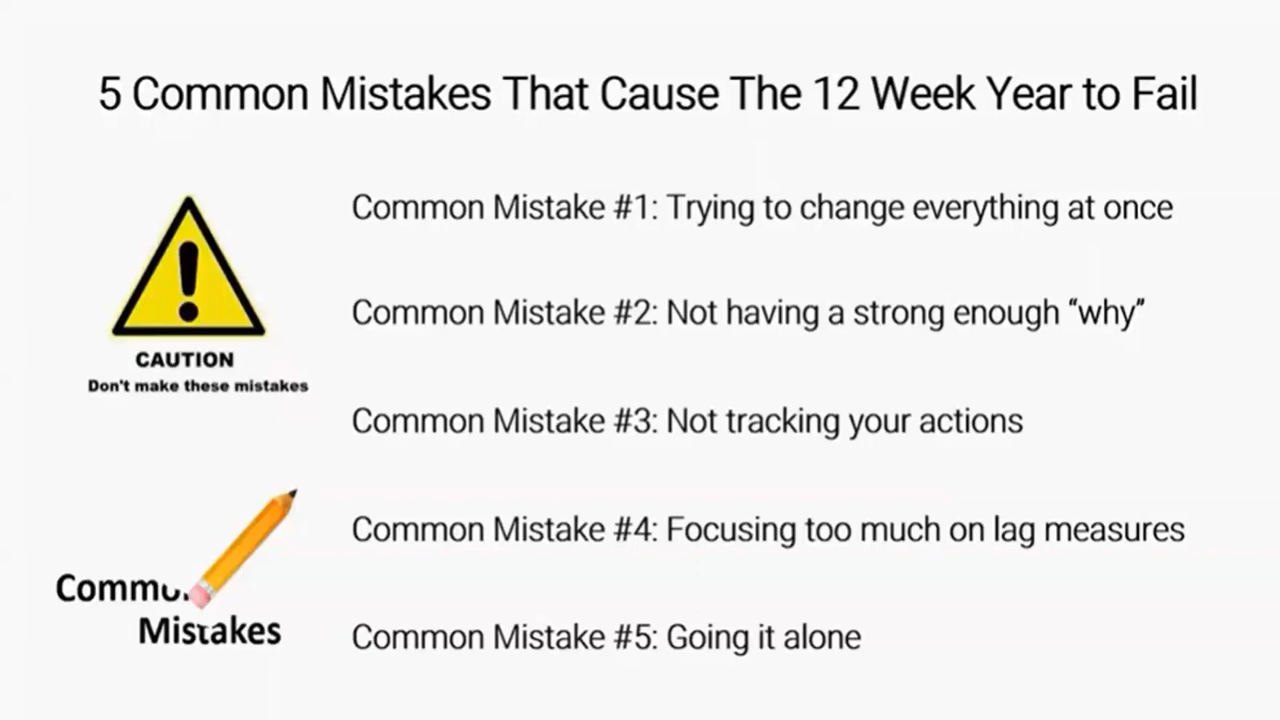 5 Common Mistakes That Cause The 12 Week Year to Fail
Common Mistake #1: Trying to change everything at once
Common Mistake #2: Not having a strong enough “why”
CAUTION
Don't make these mistakes
Common Mistake #3: Not tracking your actions
Common Mistake #4: Focusing too much on lag measures
Mistakes
Common Mistake #5: Going it alone